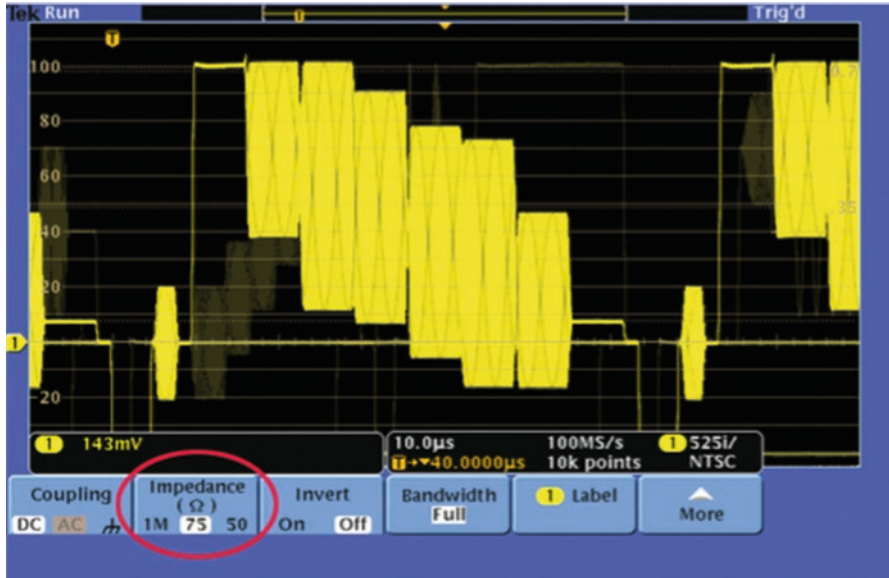 Tek Run Trig'd
T
T
100
0.7
80
60
.35
40
20
1
-20
1 143mV
10.0µs 100MS/s 1 525i/
T→▼40.0000µs 10k points NTSC
Coupling
DC AC
Impedance
(Ω)
1M 75 50
Invert
On Off
Bandwidth
Full
1 Label
More